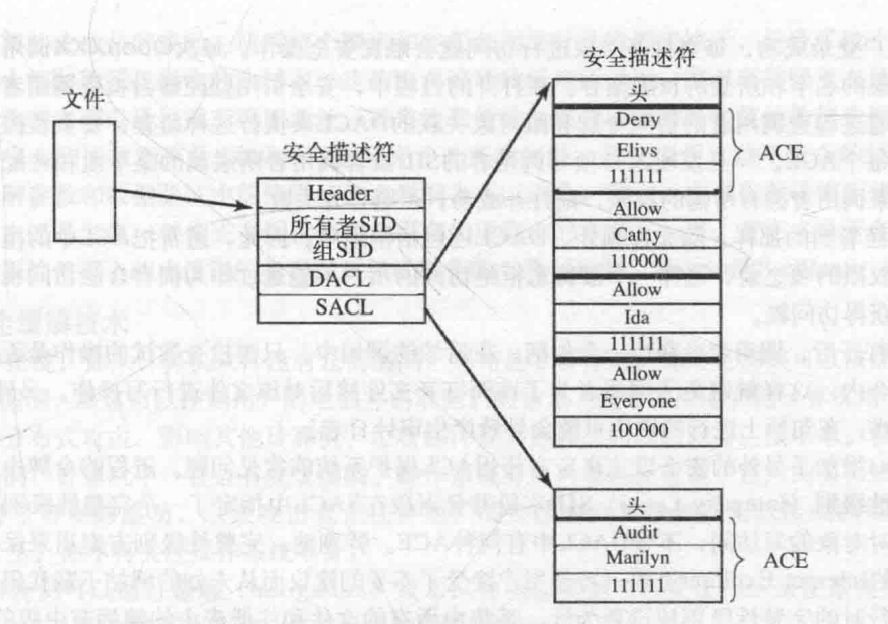 文件
安全描述符
Header
所有者SID
组SID
DACL
SACL
安全描述符
头
Deny
Elivs
111111
ACE
Allow
Cathy
110000
Allow
Ida
111111
Allow
Everyone
100000
头
Audit
Marilyn
111111
ACE